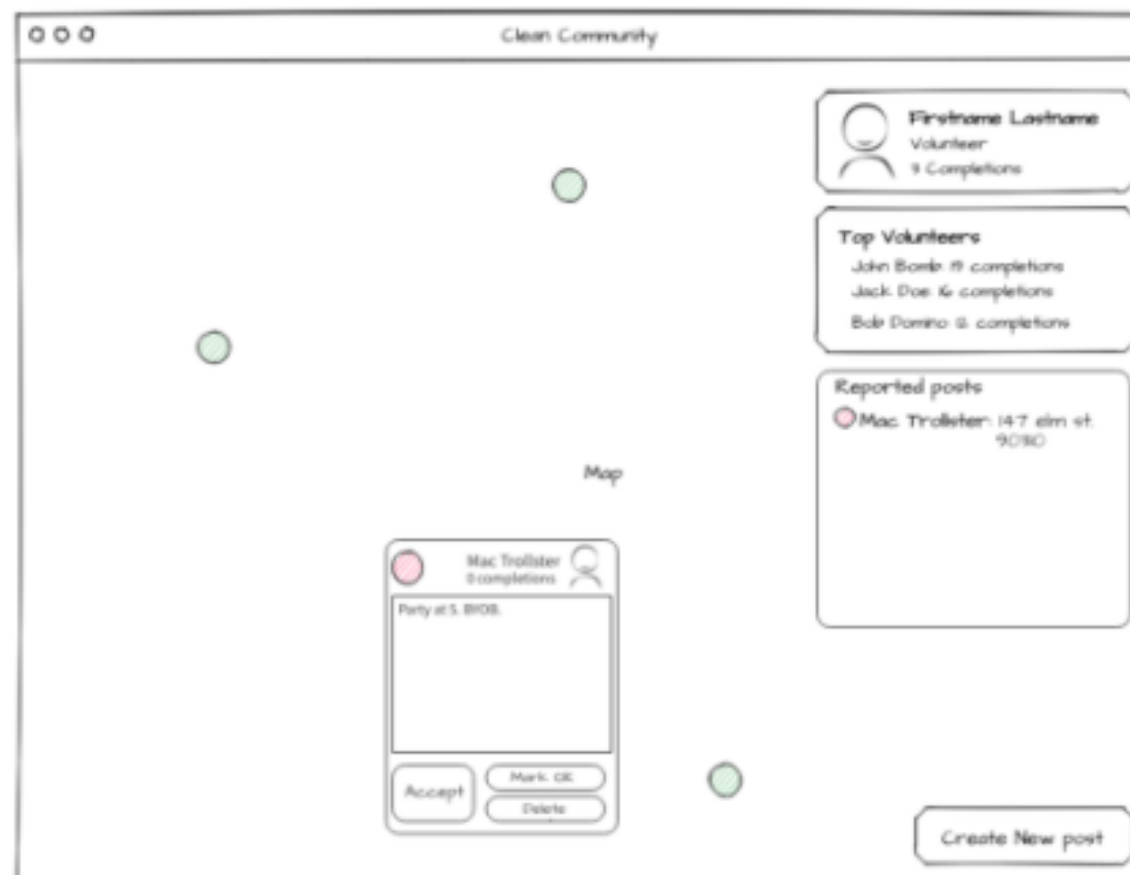 Clean Community
Firstname Lastname
Volunteer
Completions
Top Volunteers
John Bomb: 19 completions
Jack Doe: 16 completions
Bob Domino: 12 completions
Reported posts
Mac Trollster: 147 elm st.
Map
Mac Trollster
0 completions
Party at 5. BYOB.
Accept
Mark OK
Delete
Create New post